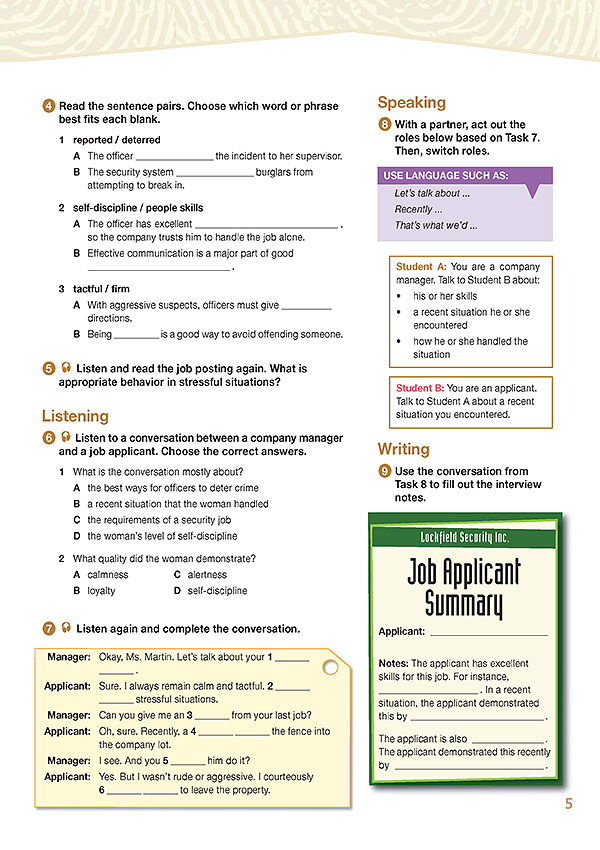 4 Read the sentence pairs. Choose which word or phrase
best fits each blank.
1 reported / deterred
A The officer ______________ the incident to her supervisor.
B The security system ______________ burglars from
attempting to break in.
2 self-discipline / people skills
A The officer has excellent __________________________ ,
so the company trusts him to handle the job alone.
B Effective communication is a major part of good
__________________________ .
3 tactful / firm
A With aggressive suspects, officers must give _________
directions.
B Being ________ is a good way to avoid offending someone.
5 Listen and read the job posting again. What is
appropriate behavior in stressful situations?
Listening
6 Listen to a conversation between a company manager
and a job applicant. Choose the correct answers.
1 What is the conversation mostly about?
A the best ways for officers to deter crime
B a recent situation that the woman handled
C the requirements of a security job
D the woman's level of self-discipline
2 What quality did the woman demonstrate?
A calmness C alertness
B loyalty D self-discipline
7 Listen again and complete the conversation.
Manager: Okay, Ms. Martin. Let's talk about your 1 ______
______ .
Applicant: Sure. I always remain calm and tactful. 2 ______
______ stressful situations.
Manager: Can you give me an 3 ______ from your last job?
Applicant: Oh, sure. Recently, a 4 ______ ______ the fence into
the company lot.
Manager: I see. And you 5 ______ him do it?
Applicant: Yes. But I wasn't rude or aggressive. I courteously
6 ______ ______ to leave the property.
Speaking
8 With a partner, act out the
roles below based on Task 7.
Then, switch roles.
USE LANGUAGE SUCH AS:
Let's talk about ...
Recently ...
That's what we'd ...
Student A: You are a company
manager. Talk to Student B about:
• his or her skills
• a recent situation he or she
encountered
• how he or she handled the
situation
Student B: You are an applicant.
Talk to Student A about a recent
situation you encountered.
Writing
9 Use the conversation from
Task 8 to fill out the interview
notes.
Lockfield Security Inc.
Job Applicant
Summary
Applicant: ____________________
Notes: The applicant has excellent
skills for this job. For instance,
__________________ . In a recent
situation, the applicant demonstrated
this by ________________________ .
The applicant is also _____________ .
The applicant demonstrated this recently
by ___________________________ .
5